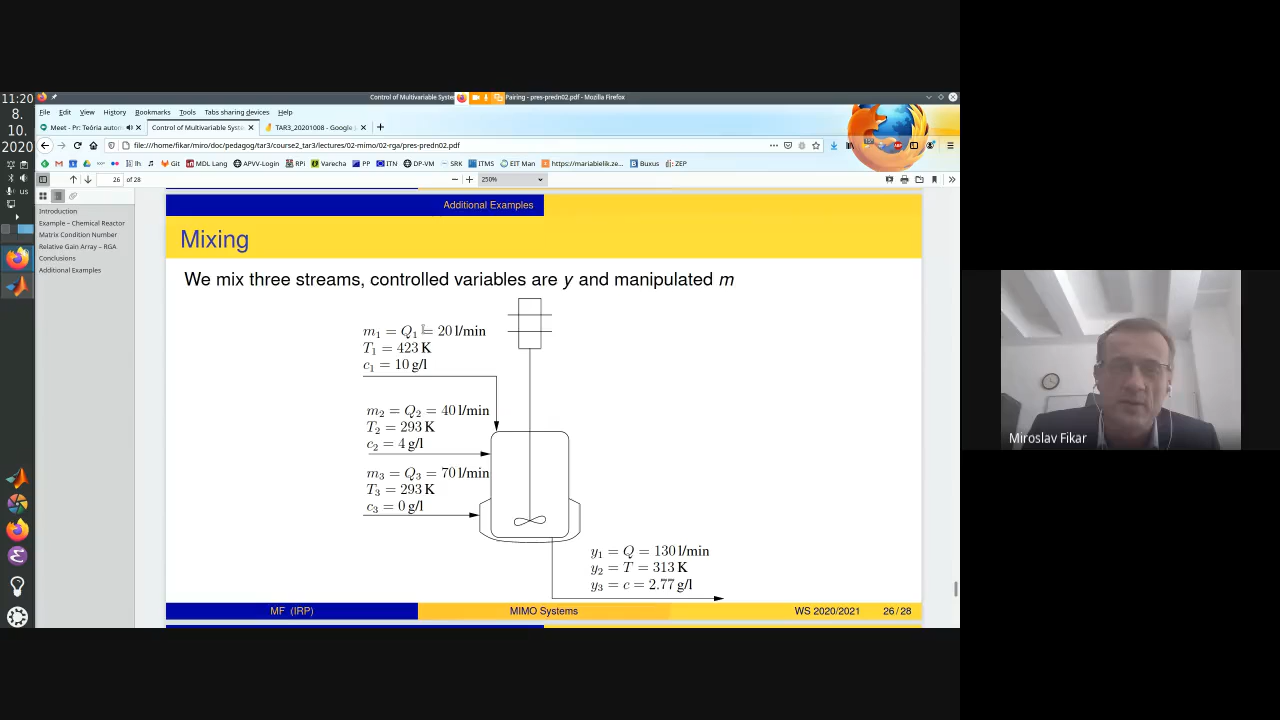 11:20
8.
10.
2020
Control of Multivariable Syste
Pairing - pres-predn02.pdf - Mozilla Firefox
File Edit View History Bookmarks Tools Tabs sharing devices Help
Meet - Pr: Teória autom
Control of Multivariable Syste
TAR3_20201008 - Google
file:///home/fikar/miro/doc/pedagog/tar3/course2_tar3/lectures/02-mimo/02-rga/pres-predn02.pdf
lh Git MDL Lang APVV-Login RPi Varecha PP ITN DP-VM SRK ITMS EIT Man https://mariabielik.ze... Buxus ZEP
us
26 of 28
250%
Introduction
Example – Chemical Reactor
Matrix Condition Number
Relative Gain Array – RGA
Conclusions
Additional Examples
Additional Examples
Mixing
We mix three streams, controlled variables are y and manipulated m
m₁ = Q₁ = 20 l/min
T₁ = 423 K
c₁ = 10 g/l
m₂ = Q₂ = 40 l/min
T₂ = 293 K
c₂ = 4 g/l
m₃ = Q₃ = 70 l/min
T₃ = 293 K
c₃ = 0 g/l
y₁ = Q = 130 l/min
y₂ = T = 313 K
y₃ = c = 2.77 g/l
MF (IRP) MIMO Systems WS 2020/2021 26 / 28
Miroslav Fikar